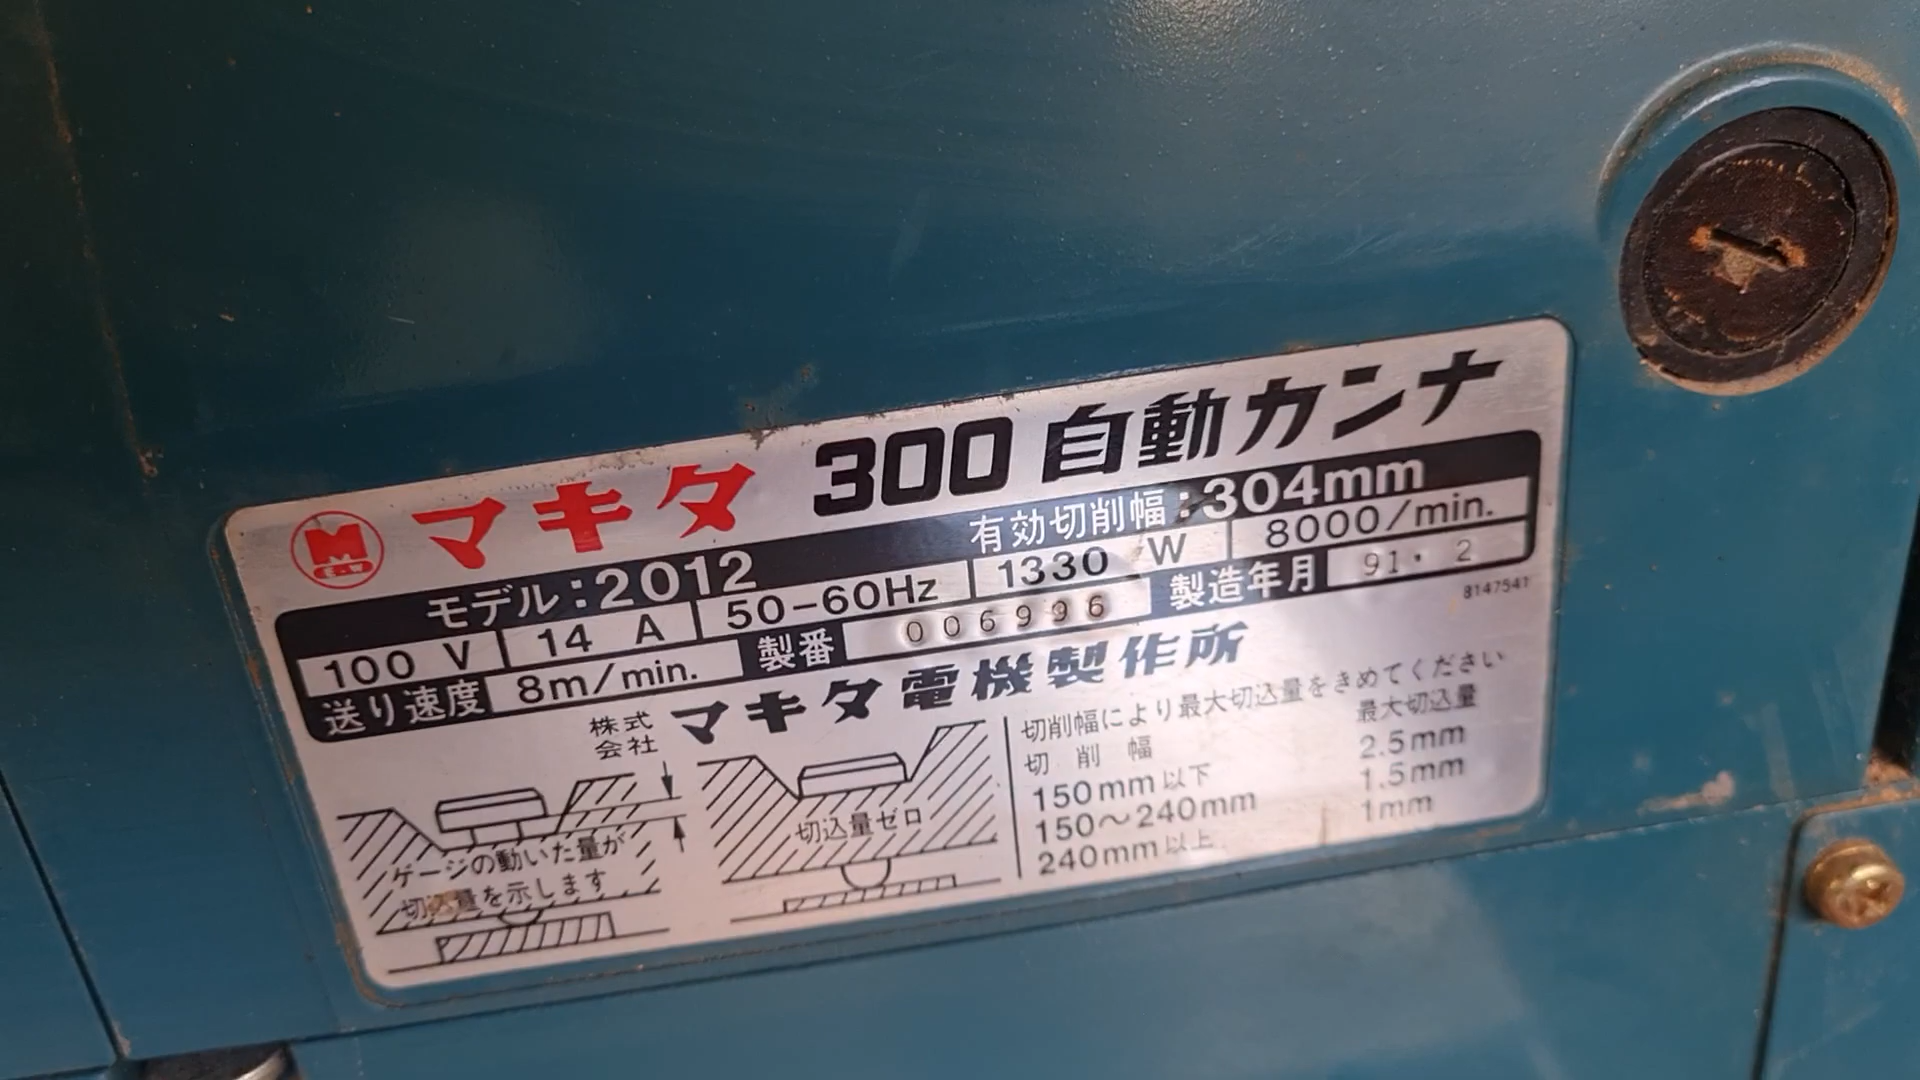 M
E.W
マキタ 300 自動カンナ
モデル:2012 有効切削幅:304mm
100 V 14 A 50-60Hz 1330 W 8000/min.
送り速度 8m/min. 製番 006996 製造年月 91・2
8147541
株式会社 マキタ電機製作所
ゲージの動いた量が
切込量を示します
切込量ゼロ
切削幅により最大切込量をきめてください
切削幅 最大切込量
150mm以下 2.5mm
150〜240mm 1.5mm
240mm以上 1mm